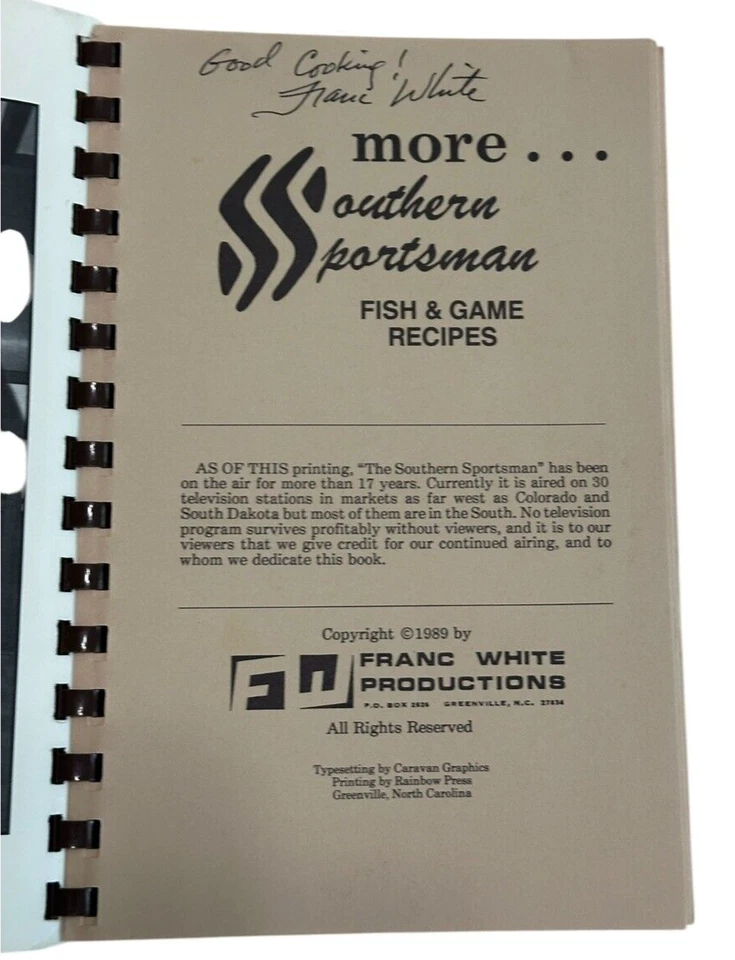 Good Cooking!
Franc White
more . . .
Southern
Sportsman
FISH & GAME
RECIPES
AS OF THIS printing, “The Southern Sportsman” has been
on the air for more than 17 years. Currently it is aired on 30
television stations in markets as far west as Colorado and
South Dakota but most of them are in the South. No television
program survives profitably without viewers, and it is to our
viewers that we give credit for our continued airing, and to
whom we dedicate this book.
Copyright ©1989 by
FW FRANC WHITE
PRODUCTIONS
P.O. BOX GREENVILLE, N.C. 27834
All Rights Reserved
Typesetting by Caravan Graphics
Printing by Rainbow Press
Greenville, North Carolina